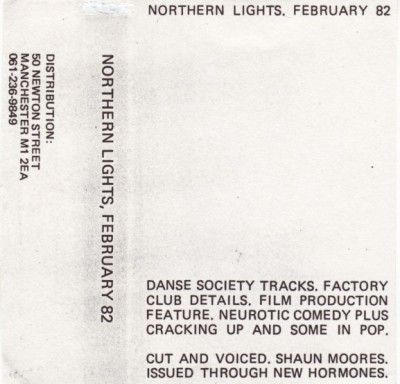 NORTHERN LIGHTS. FEBRUARY 82
DISTRIBUTION:
50 NEWTON STREET
MANCHESTER M1 2EA
061-236-9849
NORTHERN LIGHTS, FEBRUARY 82
DANSE SOCIETY TRACKS. FACTORY
CLUB DETAILS. FILM PRODUCTION
FEATURE. NEUROTIC COMEDY PLUS
CRACKING UP AND SOME IN POP.
CUT AND VOICED. SHAUN MOORES.
ISSUED THROUGH NEW HORMONES.